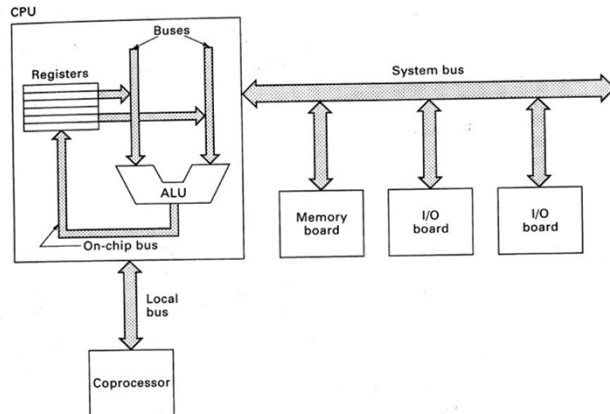 CPU
Buses
Registers
System bus
ALU
On-chip bus
Memory
board
I/O
board
I/O
board
Local
bus
Coprocessor